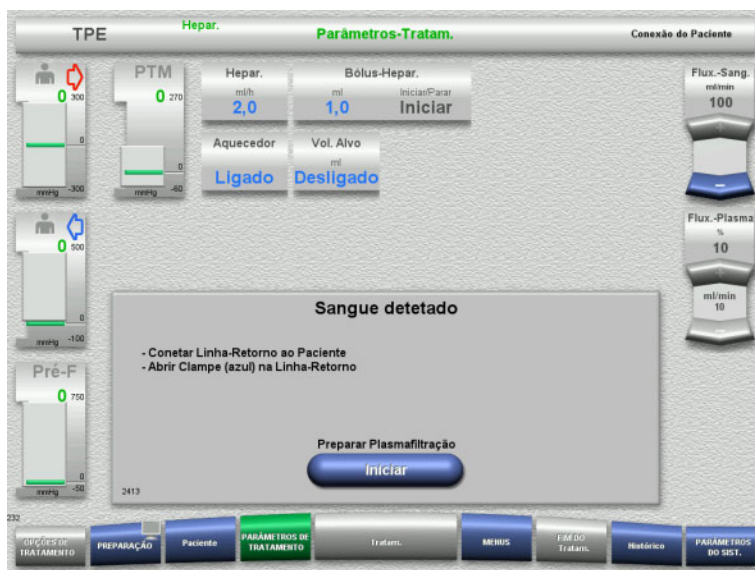 TPE
Hepar.
Parâmetros-Tratam.
Conexão do Paciente
0 300
0
-300
mmHg
PTM
0 270
-60
mmHg
Hepar.
ml/h
2,0
Bólus-Hepar.
ml
1,0
Iniciar/Parar
Iniciar
Aquecedor
Ligado
Vol. Alvo
ml
Desligado
Flux.-Sang.
ml/min
100
+
-
0 500
0
-100
mmHg
Flux.-Plasma
%
10
+
ml/min
10
-
Pré-F
0 750
0
-50
mmHg
Sangue detetado
- Conetar Linha-Retorno ao Paciente
- Abrir Clampe (azul) na Linha-Retorno
Preparar Plasmafiltração
Iniciar
2413
232
OPÇÕES DE
TRATAMENTO
PREPARAÇÃO
Paciente
PARÂMETROS DE
TRATAMENTO
Tratam.
MENUS
FIM DO
Tratam.
Histórico
PARÂMETROS
DO SIST.